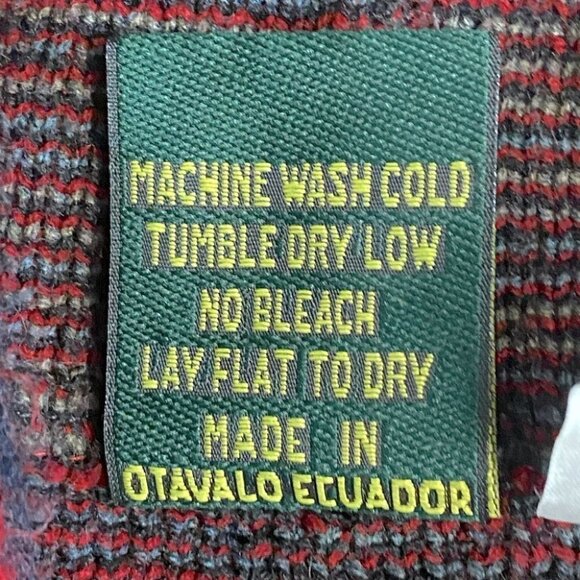 MACHINE WASH COLD
TUMBLE DRY LOW
NO BLEACH
LAY FLAT TO DRY
MADE IN
OTAVALO ECUADOR